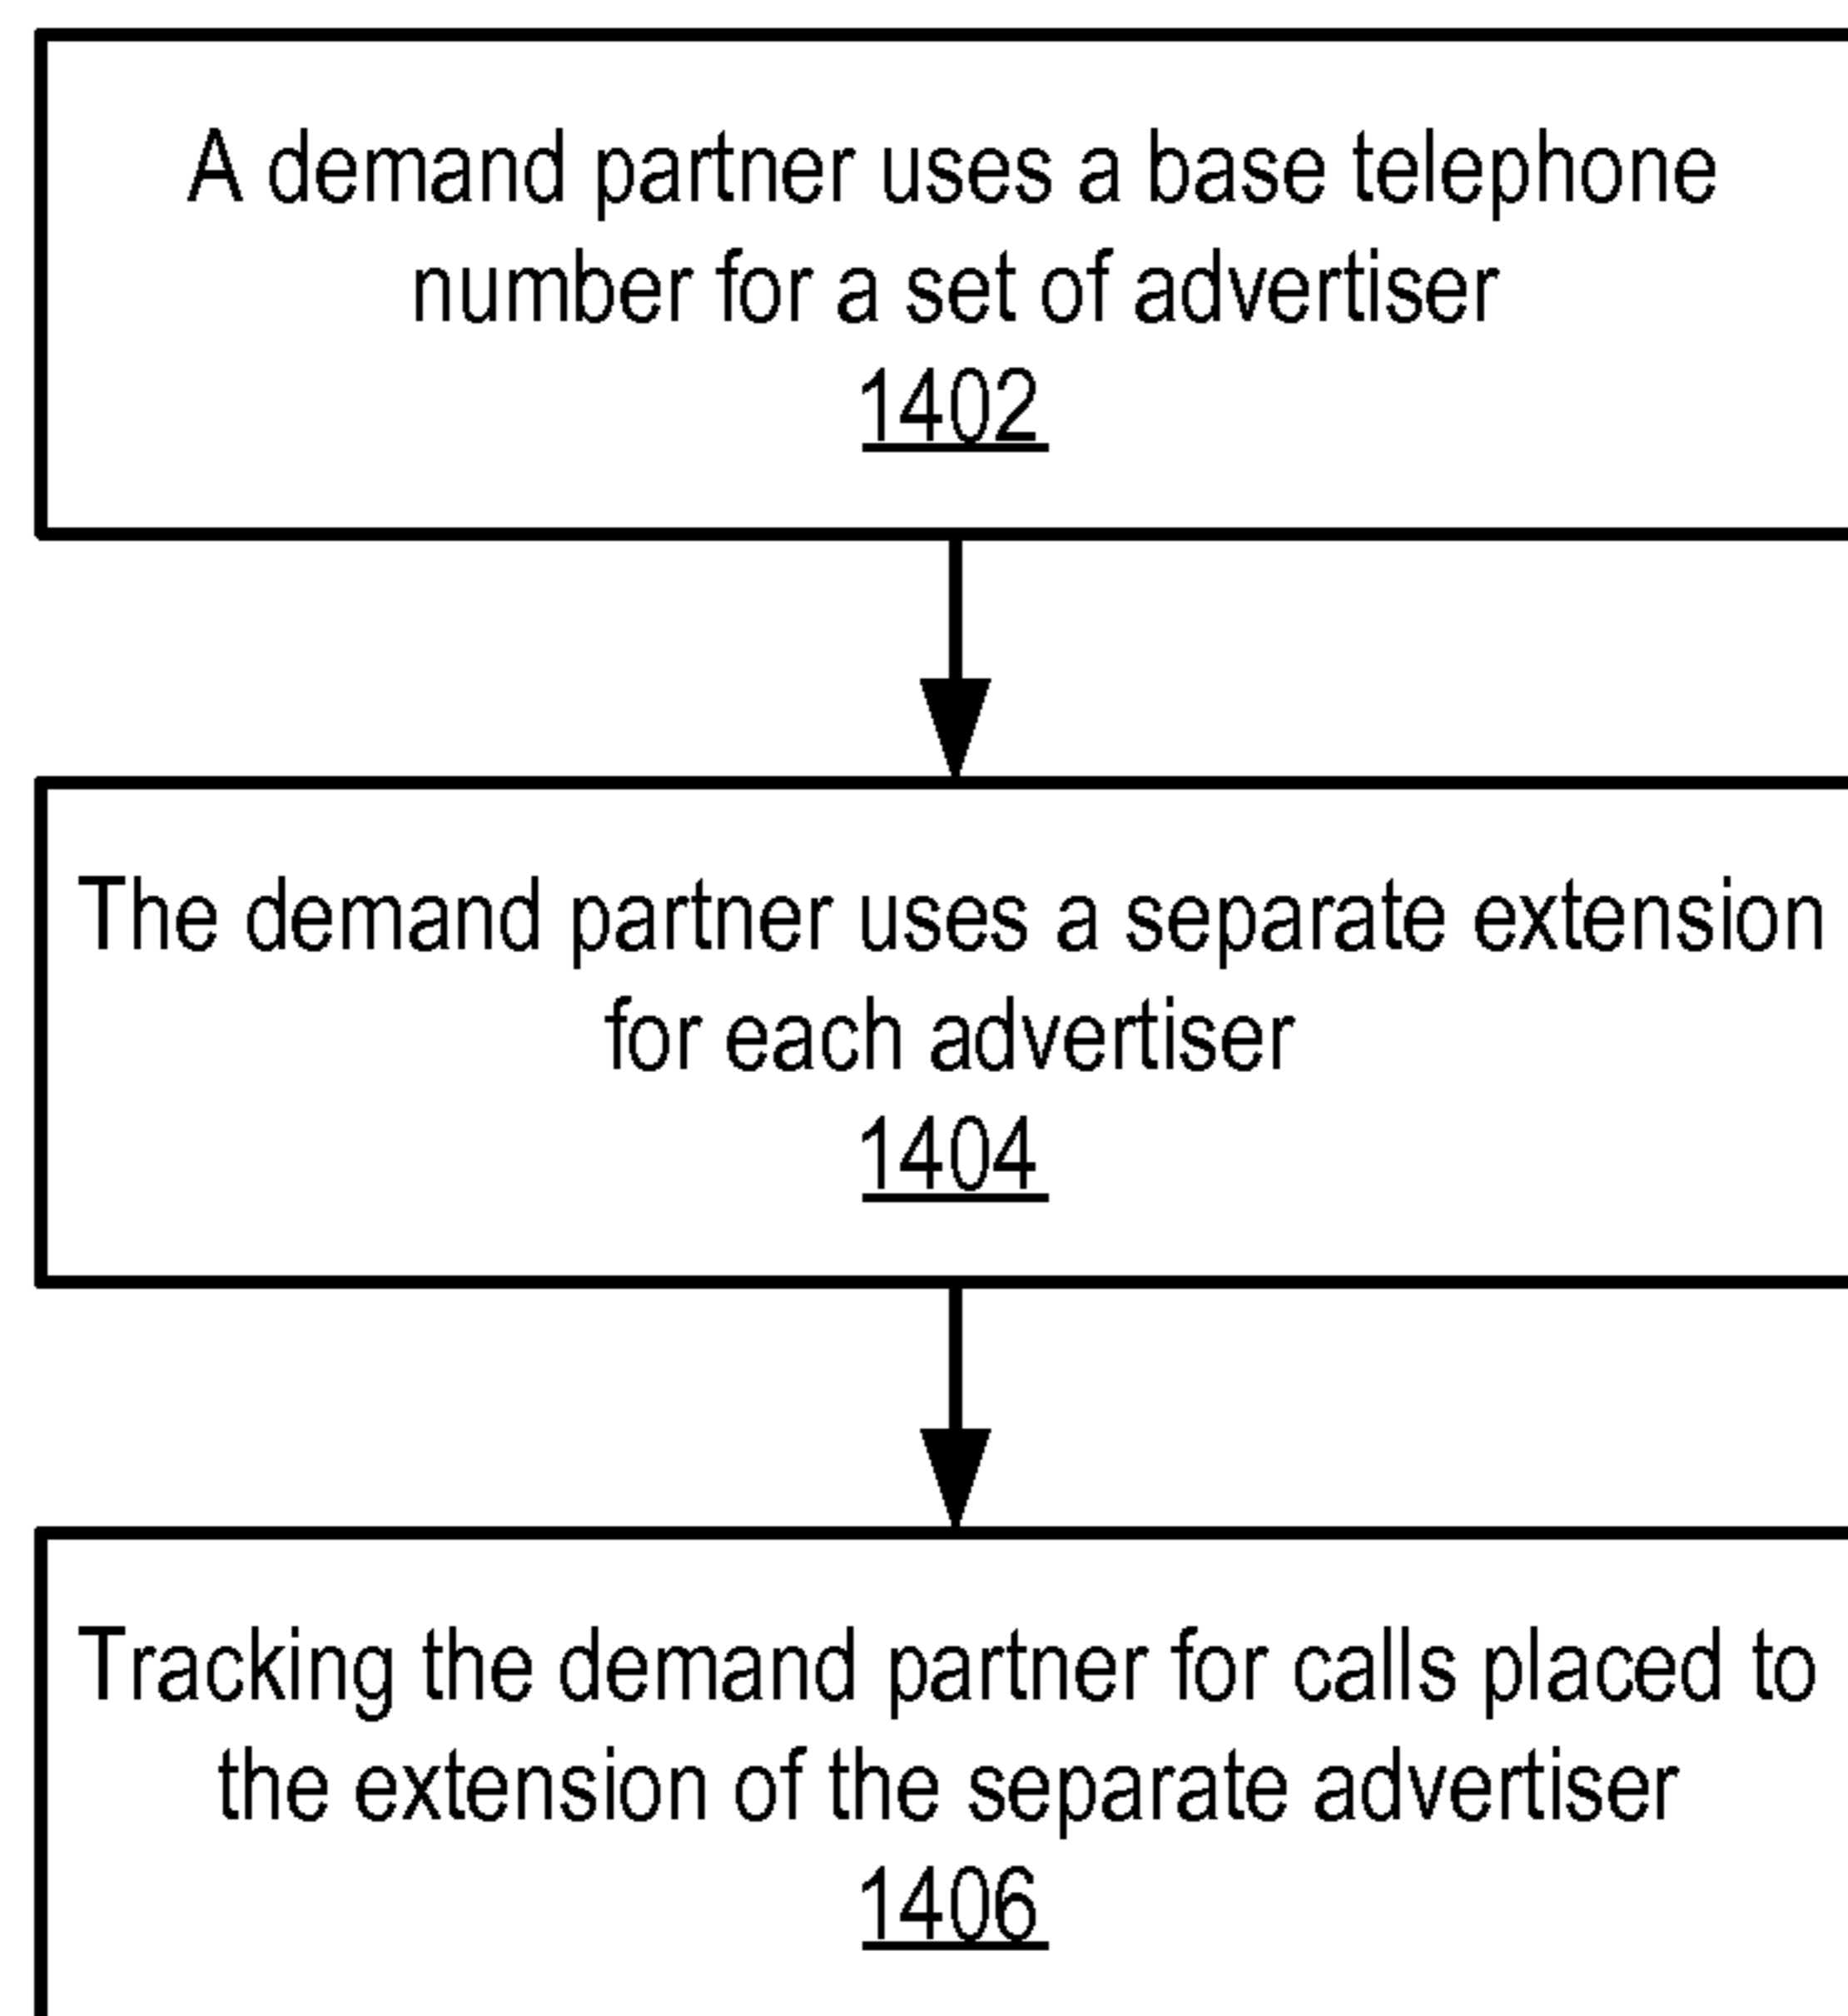 A demand partner uses a base telephone
number for a set of advertiser
1402
The demand partner uses a separate extension
for each advertiser
1404
Tracking the demand partner for calls placed to
the extension of the separate advertiser
1406